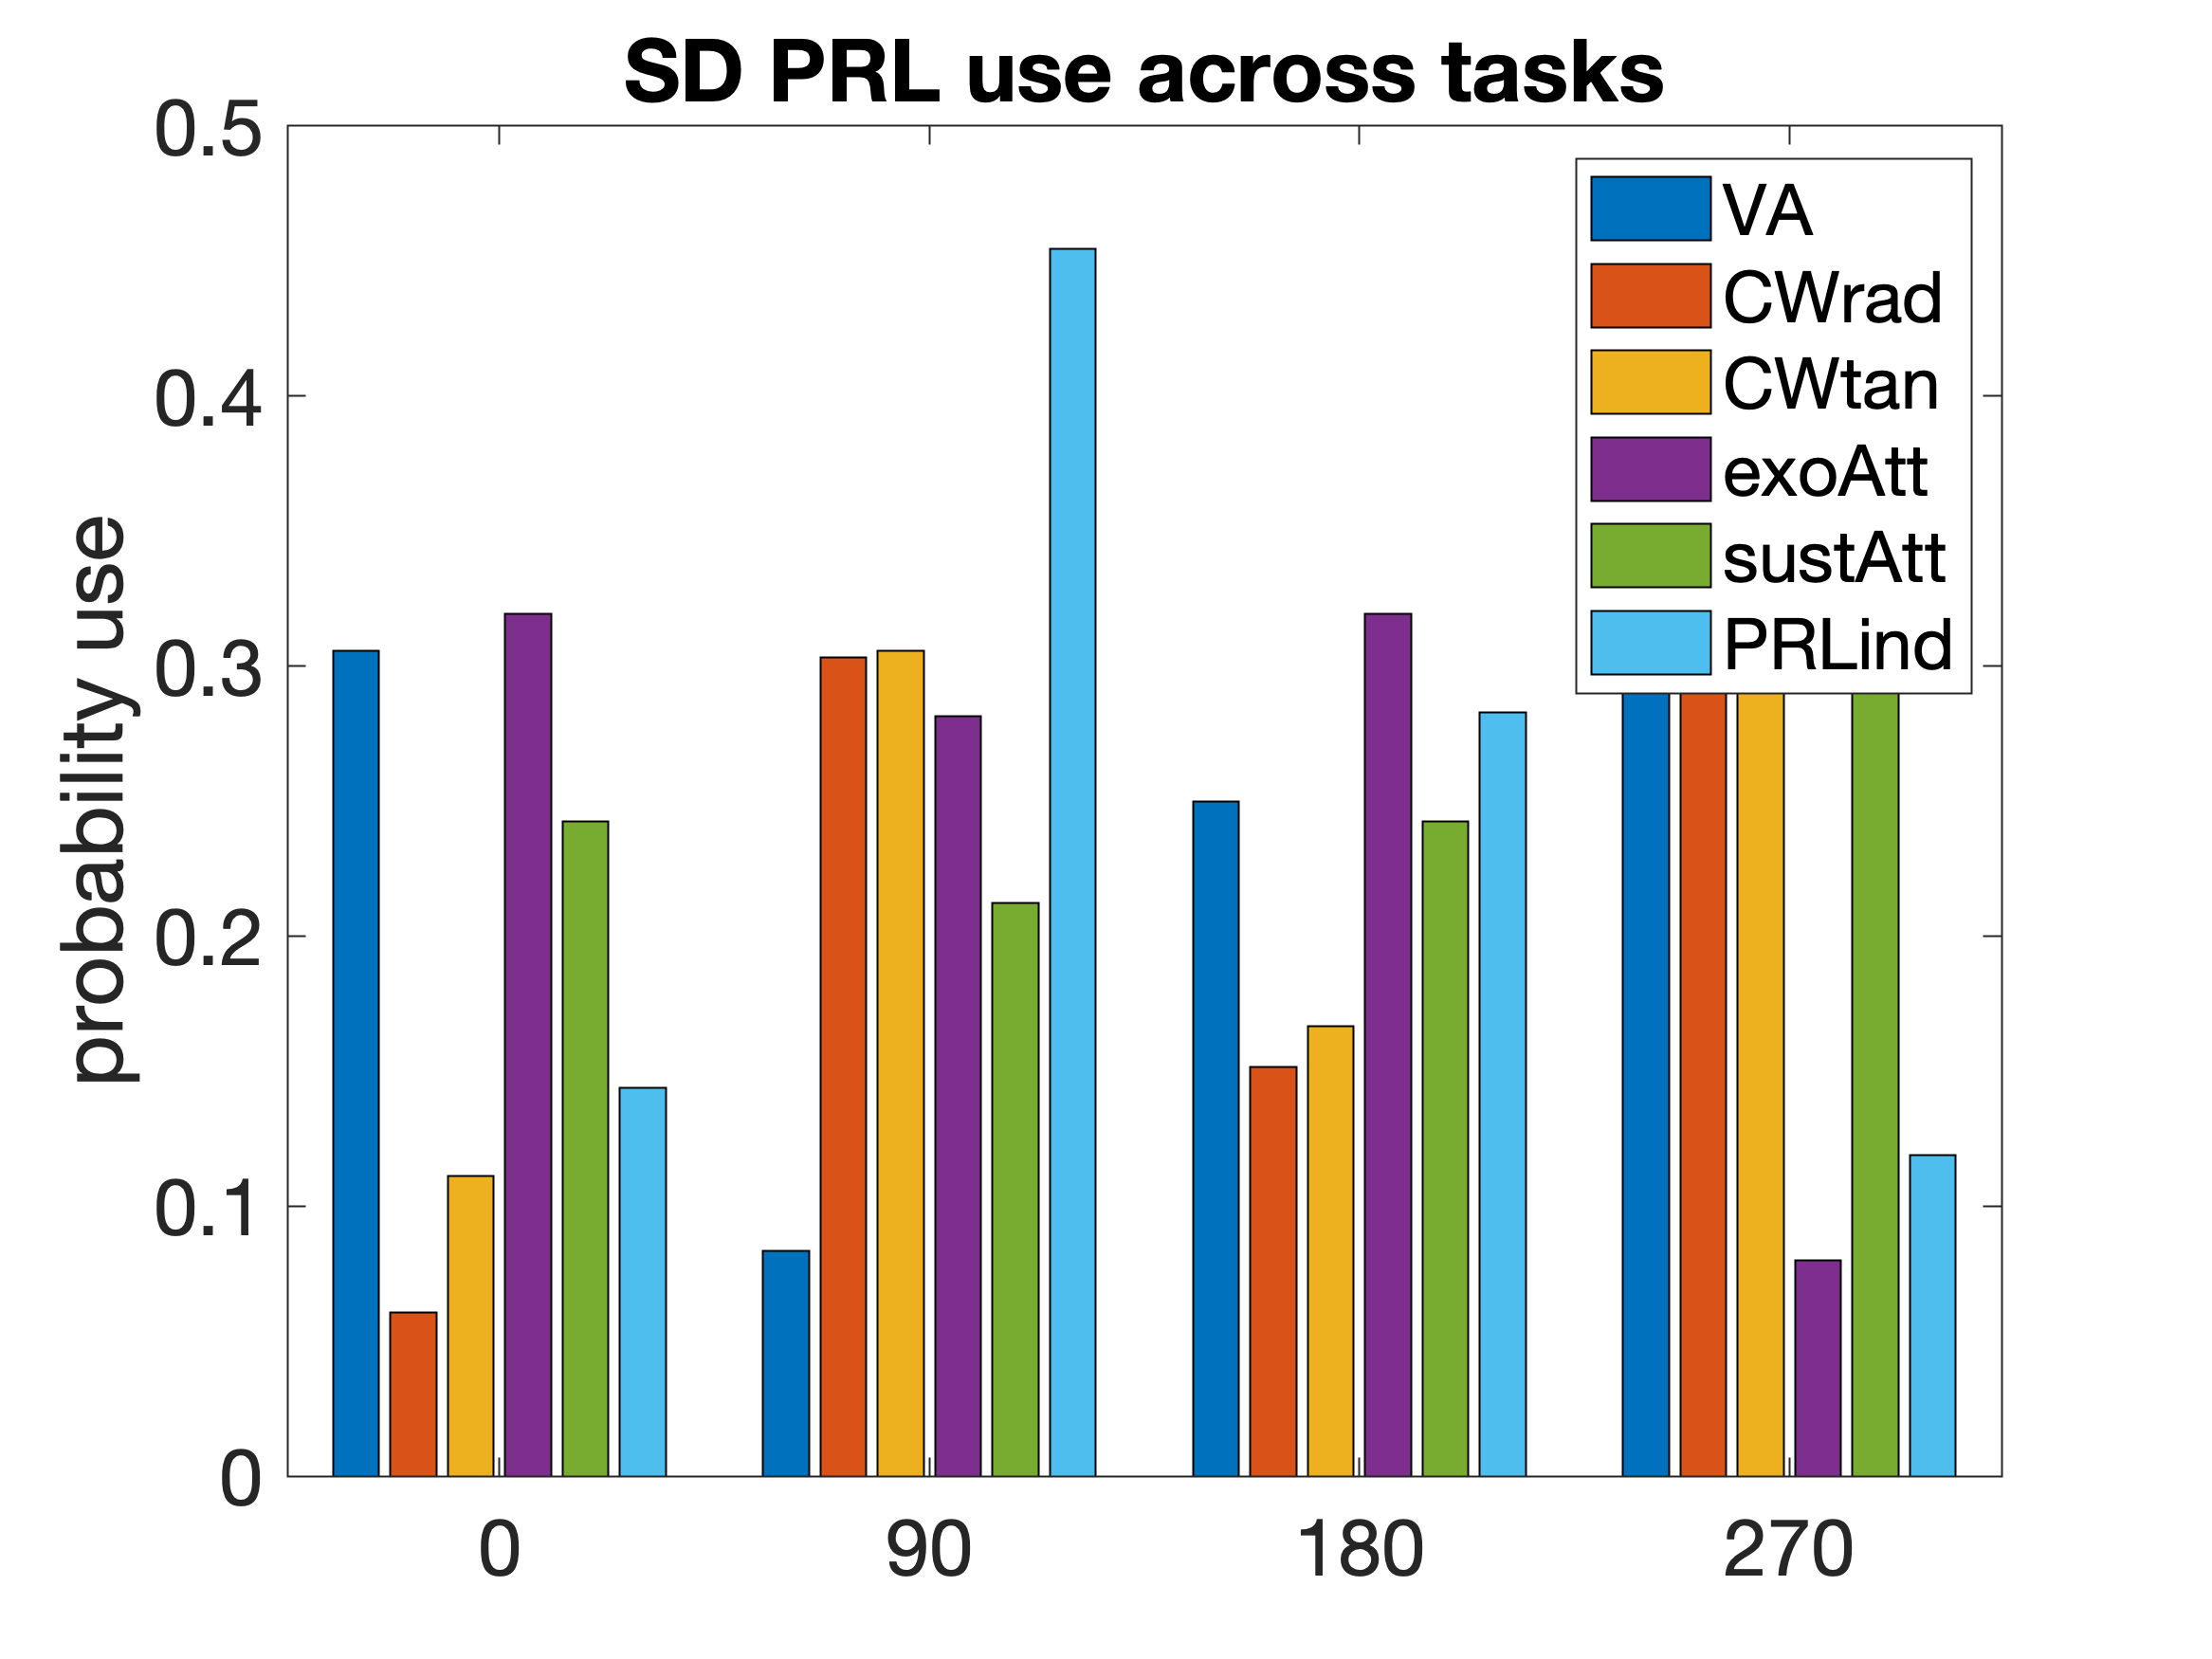 SD PRL use across tasks
probability use
0.5
0.4
0.3
0.2
0.1
0
0 90 180 270
VA
CWrad
CWtan
exoAtt
sustAtt
PRLind